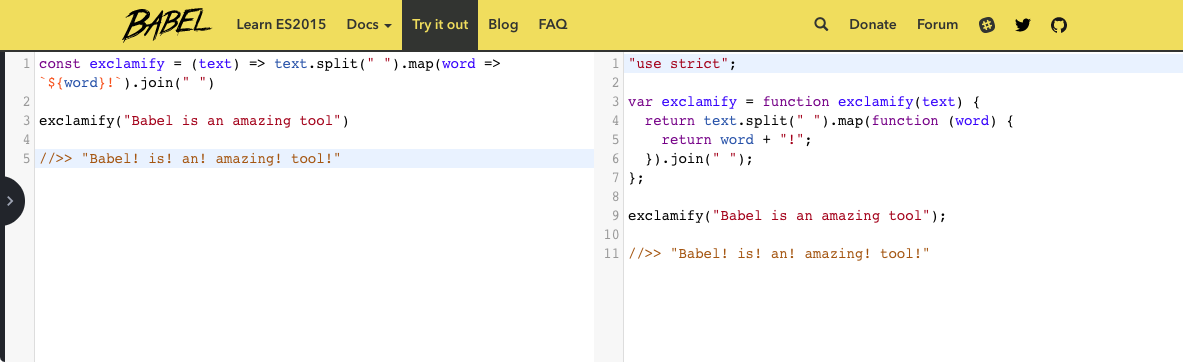 BABEL Learn ES2015 Docs Try it out Blog FAQ Donate Forum
1 const exclamify = (text) => text.split(" ").map(word =>
`${word}!`).join(" ")
2
3 exclamify("Babel is an amazing tool")
4
5 //>> "Babel! is! an! amazing! tool!"
1 "use strict";
2
3 var exclamify = function exclamify(text) {
4   return text.split(" ").map(function (word) {
5     return word + "!";
6   }).join(" ");
7 };
8
9 exclamify("Babel is an amazing tool");
10
11 //>> "Babel! is! an! amazing! tool!"